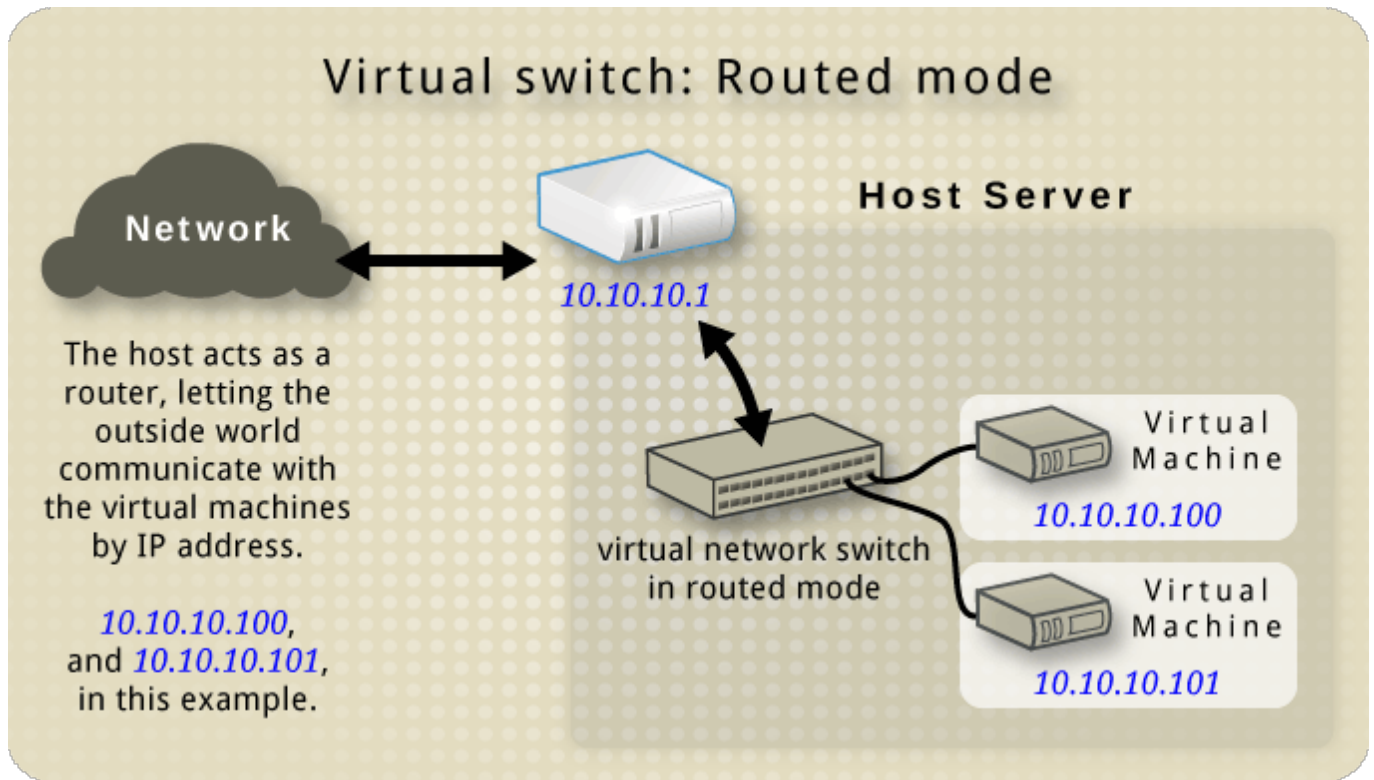 Virtual switch: Routed mode
Network
Host Server
10.10.10.1
The host acts as a
router, letting the
outside world
communicate with
the virtual machines
by IP address.
10.10.10.100,
and 10.10.10.101,
in this example.
virtual network switch
in routed mode
Virtual
Machine
10.10.10.100
Virtual
Machine
10.10.10.101